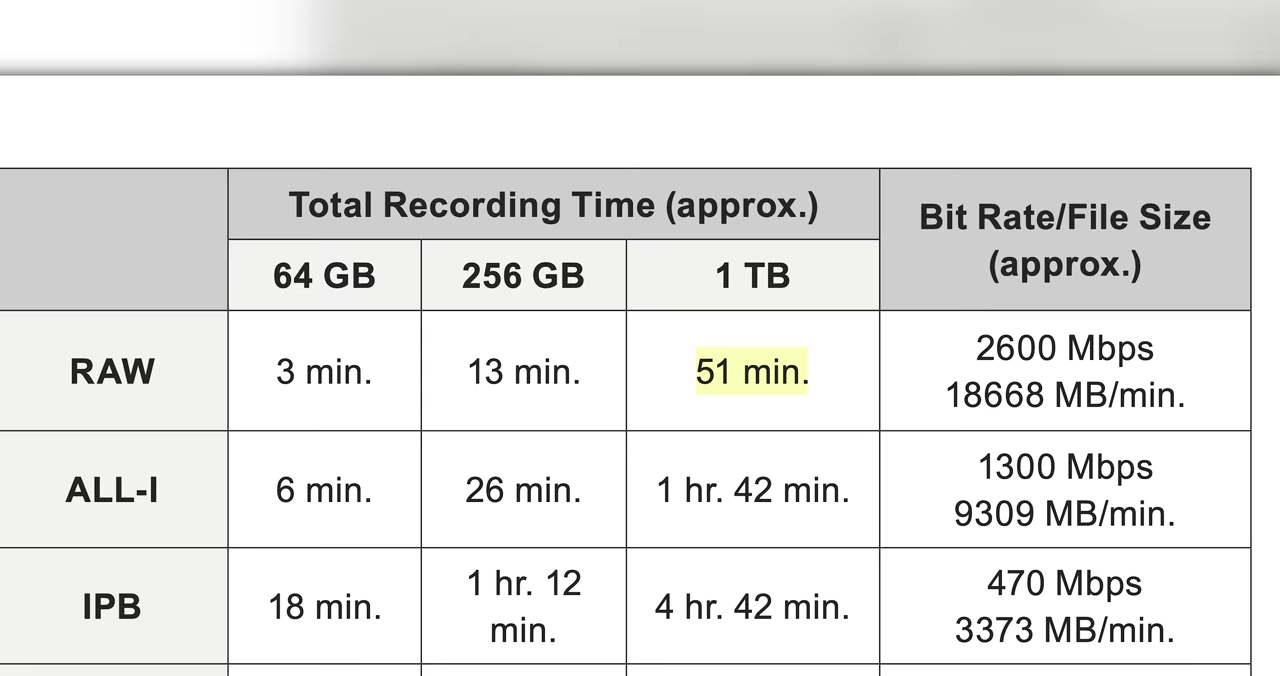 Total Recording Time (approx.)
Bit Rate/File Size
(approx.)
64 GB
256 GB
1 TB
RAW
3 min.
13 min.
51 min.
2600 Mbps
18668 MB/min.
ALL-I
6 min.
26 min.
1 hr. 42 min.
1300 Mbps
9309 MB/min.
IPB
18 min.
1 hr. 12
min.
4 hr. 42 min.
470 Mbps
3373 MB/min.